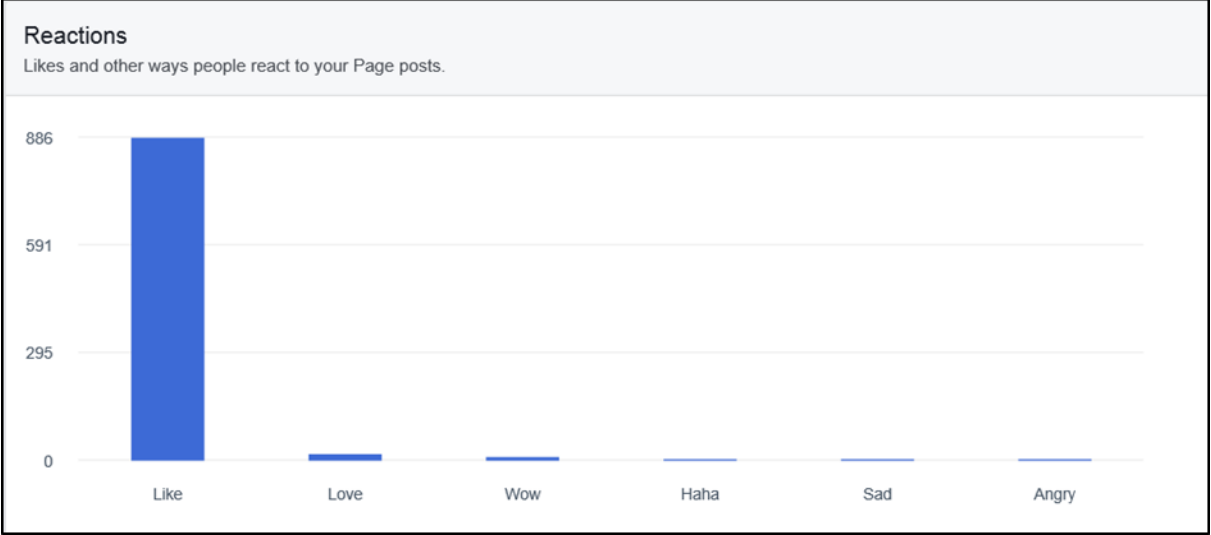 Reactions
Likes and other ways people react to your Page posts.
886
591
295
0
Like Love Wow Haha Sad Angry